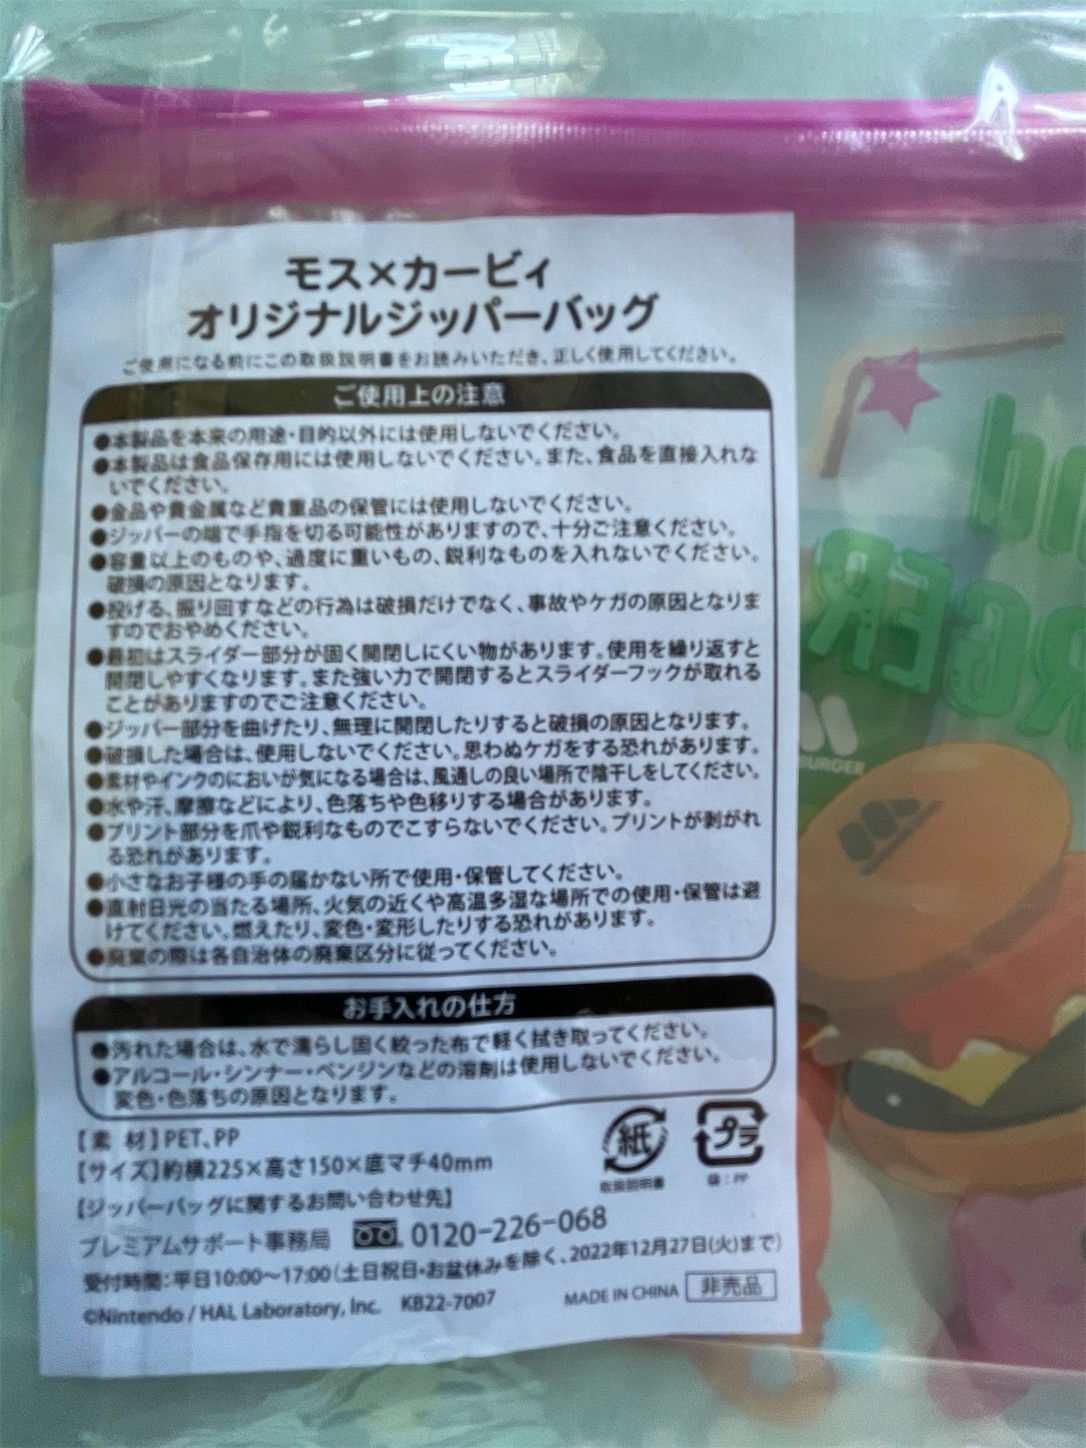 モス×カービィ
オリジナルジッパーバッグ
ご使用になる前にこの取扱説明書をお読みいただき、正しく使用してください。
ご使用上の注意
●本製品を本来の用途・目的以外には使用しないでください。
●本製品は食品保存用には使用しないでください。また、食品を直接入れな
いでください。
●金品や貴金属など貴重品の保管には使用しないでください。
●ジッパーの端で手指を切る可能性がありますので、十分ご注意ください。
●容量以上のものや、過度に重いもの、鋭利なものを入れないでください。
破損の原因となります。
●投げる、振り回すなどの行為は破損だけでなく、事故やケガの原因となりま
すのでおやめください。
●最初はスライダー部分が固く開閉しにくい物があります。使用を繰り返すと
開閉しやすくなります。また強い力で開閉するとスライダーフックが取れる
ことがありますのでご注意ください。
●ジッパー部分を曲げたり、無理に開閉したりすると破損の原因となります。
●破損した場合は、使用しないでください。思わぬケガをする恐れがあります。
●素材やインクのにおいが気になる場合は、風通しの良い場所で陰干しをしてください。
●水や汗、摩擦などにより、色落ちや色移りする場合があります。
●プリント部分を爪や鋭利なものでこすらないでください。プリントが剥がれ
る恐れがあります。
●小さなお子様の手の届かない所で使用・保管してください。
●直射日光の当たる場所、火気の近くや高温多湿な場所での使用・保管は避
けてください。燃えたり、変色・変形したりする恐れがあります。
●廃棄の際は各自治体の廃棄区分に従ってください。
お手入れの仕方
●汚れた場合は、水で濡らし固く絞った布で軽く拭き取ってください。
●アルコール・シンナー・ベンジンなどの溶剤は使用しないでください。
変色・色落ちの原因となります。
【素 材】PET、PP
【サイズ】約横225×高さ150×底マチ40mm
紙
取扱説明書
プラ
袋：PP
【ジッパーバッグに関するお問い合わせ先】
プレミアムサポート事務局 0120-226-068
受付時間：平日10:00～17:00（土日祝日・お盆休みを除く、2022年12月27日(火)まで）
©Nintendo / HAL Laboratory, Inc. KB22-7007
MADE IN CHINA 非売品
BURGER